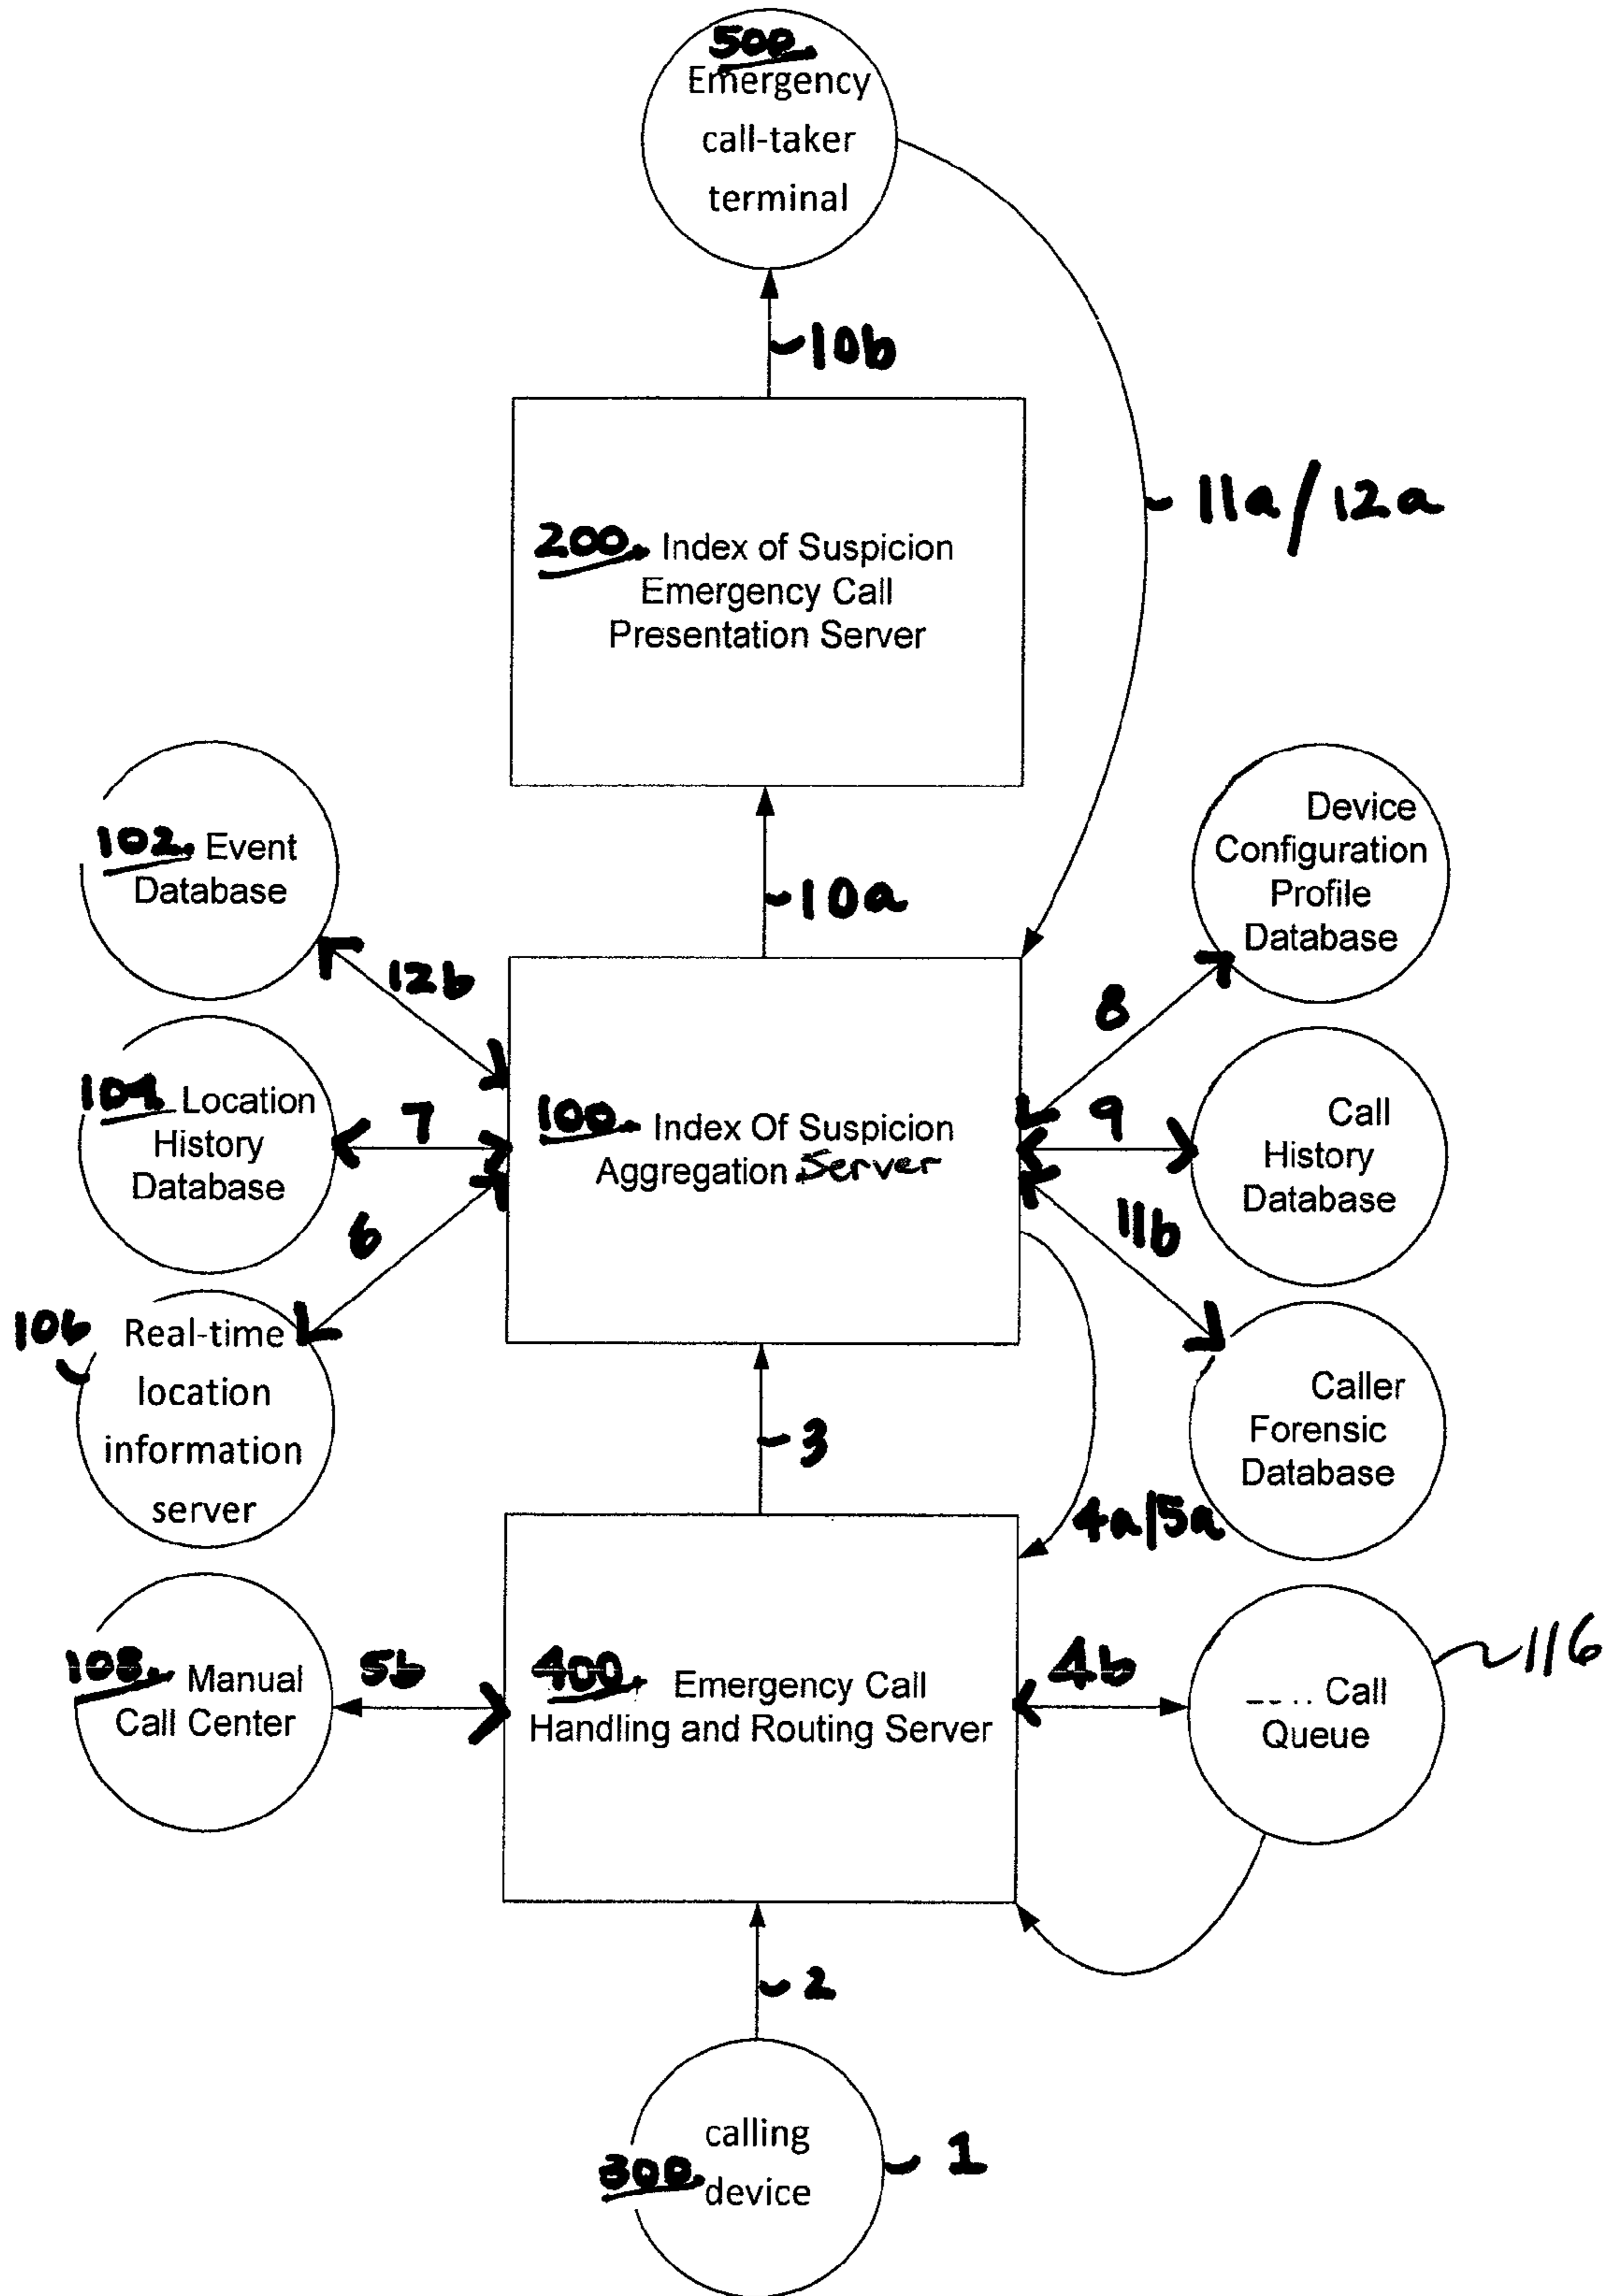 500.
Emergency
call-taker
terminal
10b
11a/12a
200. Index of Suspicion
Emergency Call
Presentation Server
10a
102. Event
Database
12b
Device
Configuration
Profile
Database
8
104. Location
History
Database
7
100. Index Of Suspicion
Aggregation Server
9
Call
History
Database
6
11b
106
Real-time
location
information
server
3
Caller
Forensic
Database
4a/5a
108. Manual
Call Center
5b
400. Emergency Call
Handling and Routing Server
4b
Call
Queue
116
2
calling
300. device
1